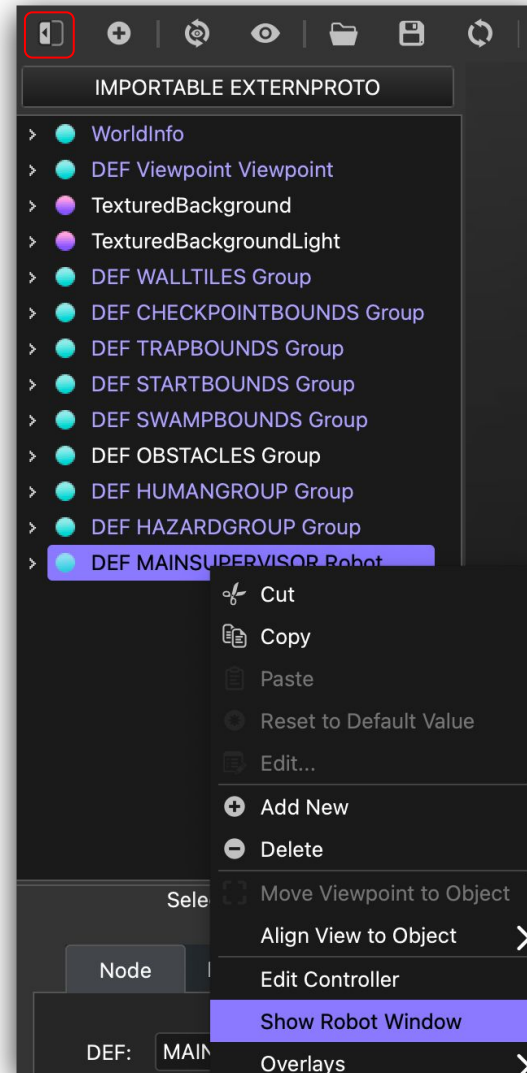 IMPORTABLE EXTERNPROTO
WorldInfo
DEF Viewpoint Viewpoint
TexturedBackground
TexturedBackgroundLight
DEF WALLTILES Group
DEF CHECKPOINTBOUNDS Group
DEF TRAPBOUNDS Group
DEF STARTBOUNDS Group
DEF SWAMPBOUNDS Group
DEF OBSTACLES Group
DEF HUMANGROUP Group
DEF HAZARDGROUP Group
DEF MAINSUPERVISOR Robot
Cut
Copy
Paste
Reset to Default Value
Edit...
Add New
Delete
Sele
Move Viewpoint to Object
Align View to Object
Node
Edit Controller
Show Robot Window
DEF: MAIN
Overlays